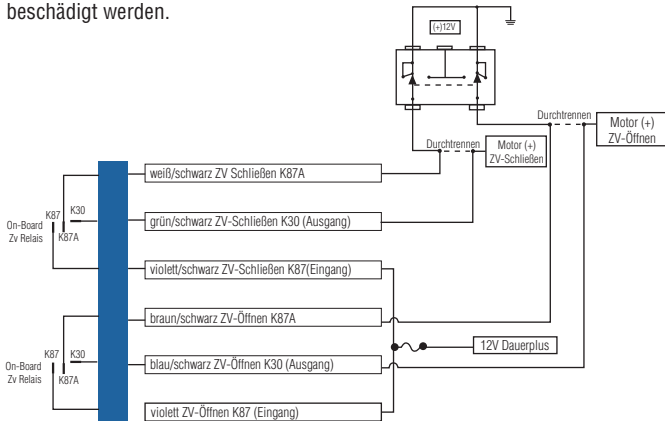 beschädigt werden.
(+)12V
Durchtrennen
Motor (+)
ZV-Öffnen
Durchtrennen
Motor (+)
ZV-Schließen
weiß/schwarz ZV Schließen K87A
K87
K30
On-Board
Zv Relais
K87A
grün/schwarz ZV-Schließen K30 (Ausgang)
violett/schwarz ZV-Schließen K87(Eingang)
braun/schwarz ZV-Öffnen K87A
12V Dauerplus
K87
K30
On-Board
Zv Relais
K87A
blau/schwarz ZV-Öffnen K30 (Ausgang)
violett ZV-Öffnen K87 (Eingang)